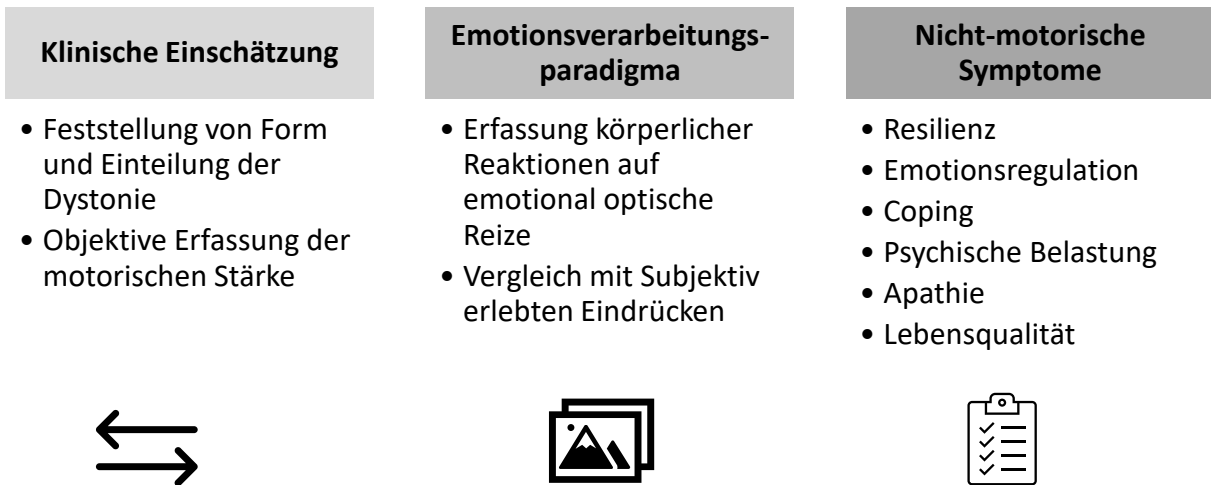 Klinische Einschätzung
• Feststellung von Form
und Einteilung der
Dystonie
• Objektive Erfassung der
motorischen Stärke
Emotionsverarbeitungs-
paradigma
• Erfassung körperlicher
Reaktionen auf
emotional optische
Reize
• Vergleich mit Subjektiv
erlebten Eindrücken
Nicht-motorische
Symptome
• Resilienz
• Emotionsregulation
• Coping
• Psychische Belastung
• Apathie
• Lebensqualität